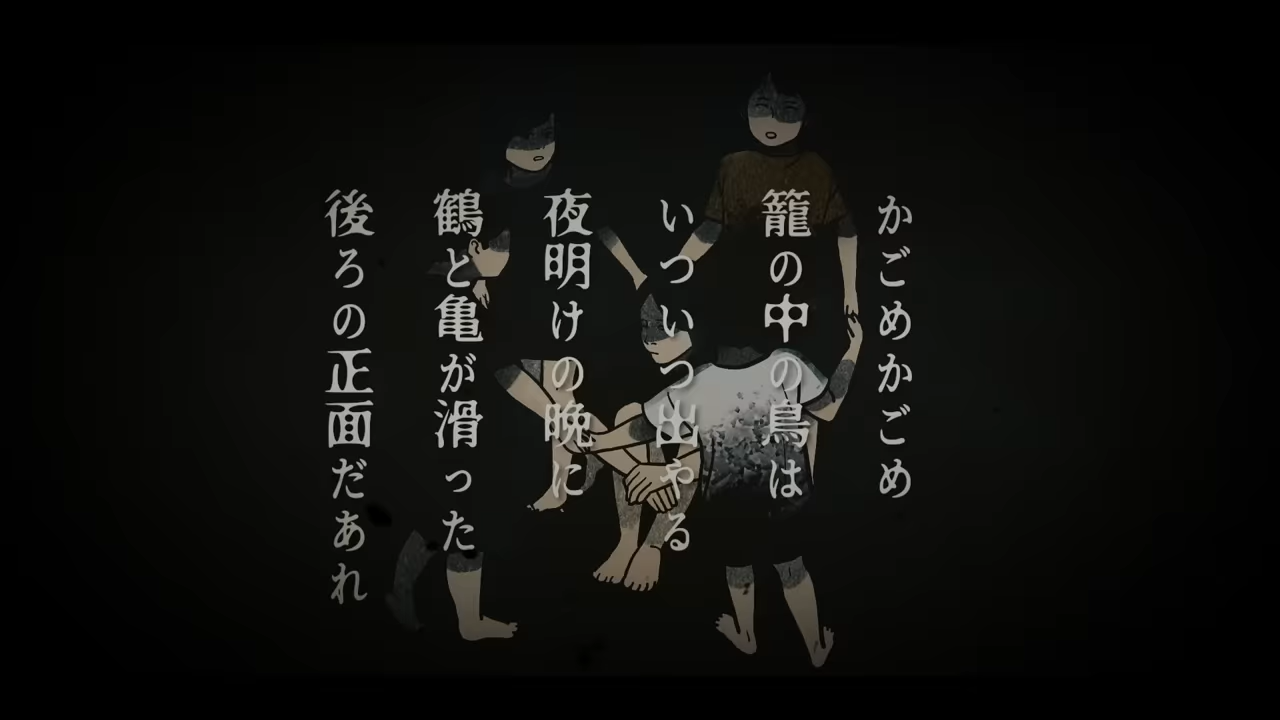 かごめかごめ
籠の中の鳥は
いついつ出やる
夜明けの晩に
鶴と亀が滑った
後ろの正面だあれ